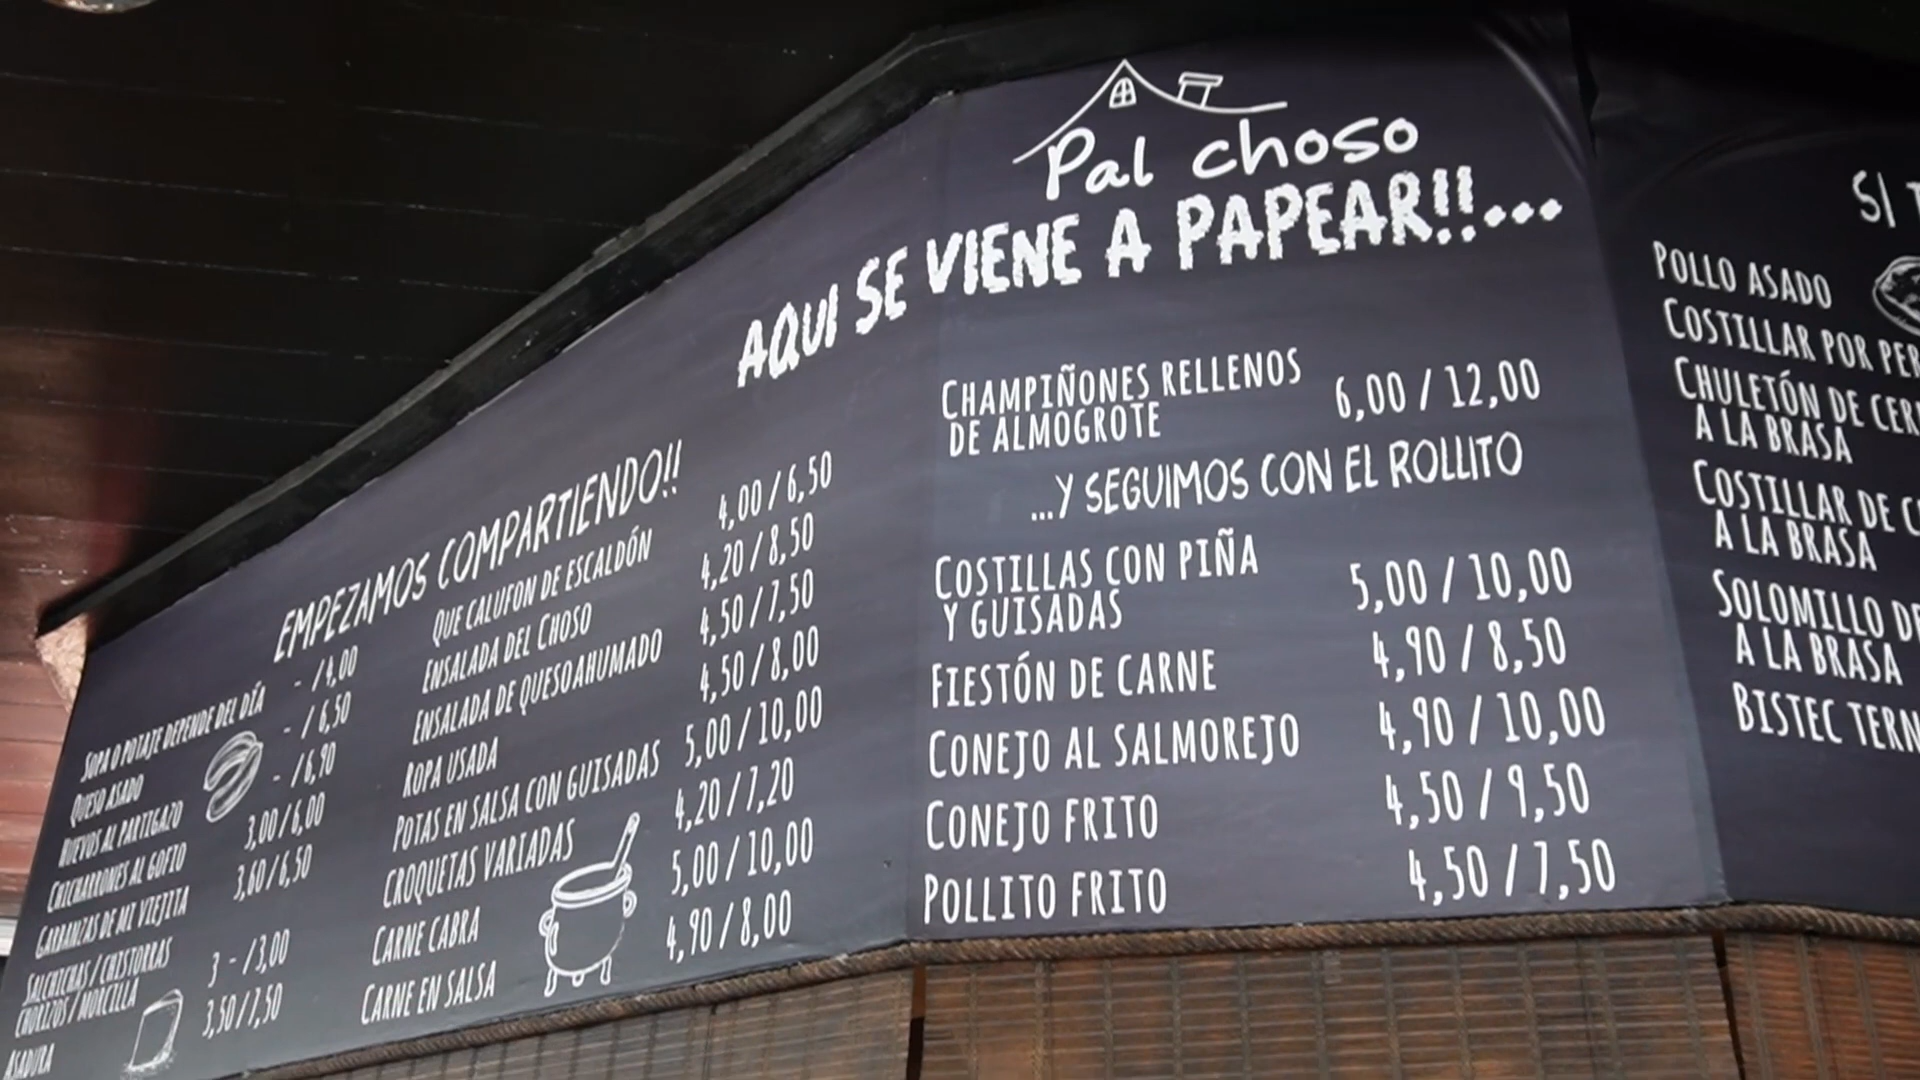 Pal choso
AQUI SE VIENE A PAPEAR!!...
EMPEZAMOS COMPARTIENDO!!
SOPA O POTAJE DEPENDE DEL DÍA - / 4,00
QUESO ASADO - / 6,50
HUEVOS AL PARTIGAZO - / 6,90
CHICHARRONES AL GOFIO 3,00 / 6,00
GARBANZAS DE MI VIEJITA 3,60 / 6,50
SALCHICHAS / CHISTORRAS
CHORIZOS / MORCILLA 3 - / 3,00
ASADURA 3,50 / 7,50
QUE CALUFON DE ESCALDÓN 4,00 / 6,50
ENSALADA DEL CHOSO 4,20 / 8,50
ENSALADA DE QUESO AHUMADO 4,50 / 7,50
ROPA USADA 4,50 / 8,00
POTAS EN SALSA CON GUISADAS 5,00 / 10,00
CROQUETAS VARIADAS 4,20 / 7,20
CARNE CABRA 5,00 / 10,00
CARNE EN SALSA 4,90 / 8,00
CHAMPIÑONES RELLENOS
DE ALMOGROTE 6,00 / 12,00
...Y SEGUIMOS CON EL ROLLITO
COSTILLAS CON PIÑA
Y GUISADAS 5,00 / 10,00
FIESTÓN DE CARNE 4,90 / 8,50
CONEJO AL SALMOREJO 4,90 / 10,00
CONEJO FRITO 4,50 / 9,50
POLLITO FRITO 4,50 / 7,50
SI
POLLO ASADO
COSTILLAR POR
CHULETÓN DE
A LA BRASA
COSTILLAR DE
A LA BRASA
SOLOMILLO
A LA BRASA
BISTEC